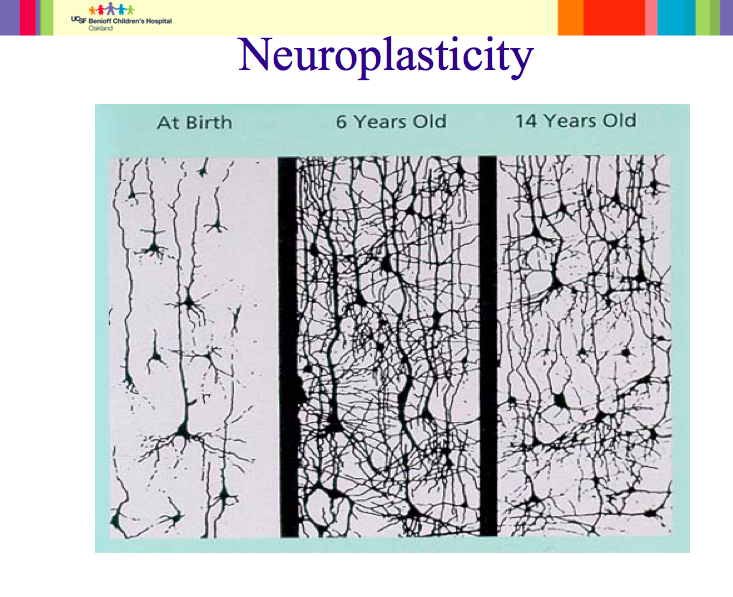 UCSF Benioff Children's Hospital
Oakland
Neuroplasticity
At Birth
6 Years Old
14 Years Old